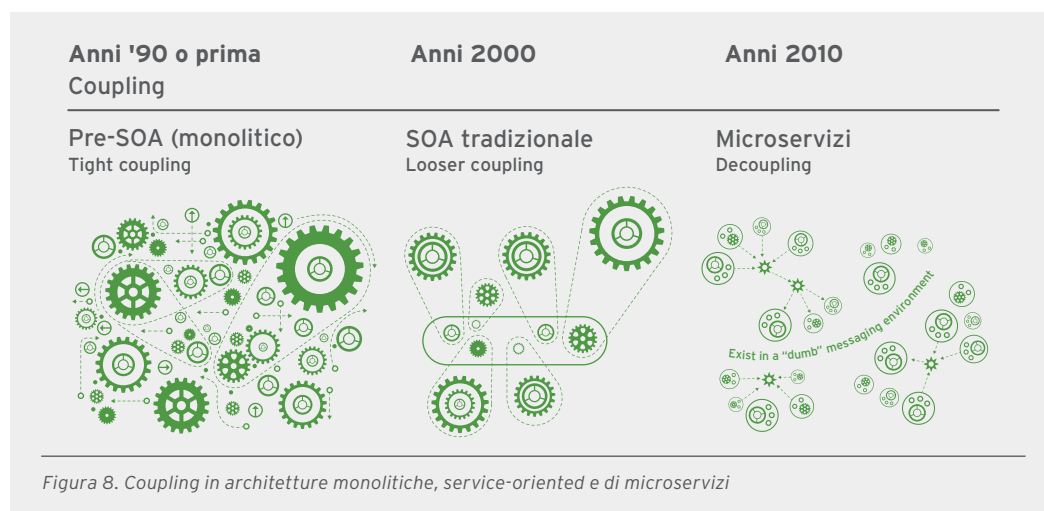 Anni '90 o prima
Coupling
Anni 2000
Anni 2010
Pre-SOA (monolitico)
Tight coupling
SOA tradizionale
Looser coupling
Microservizi
Decoupling
Exist in a "dumb" messaging environment
Figura 8. Coupling in architetture monolitiche, service-oriented e di microservizi